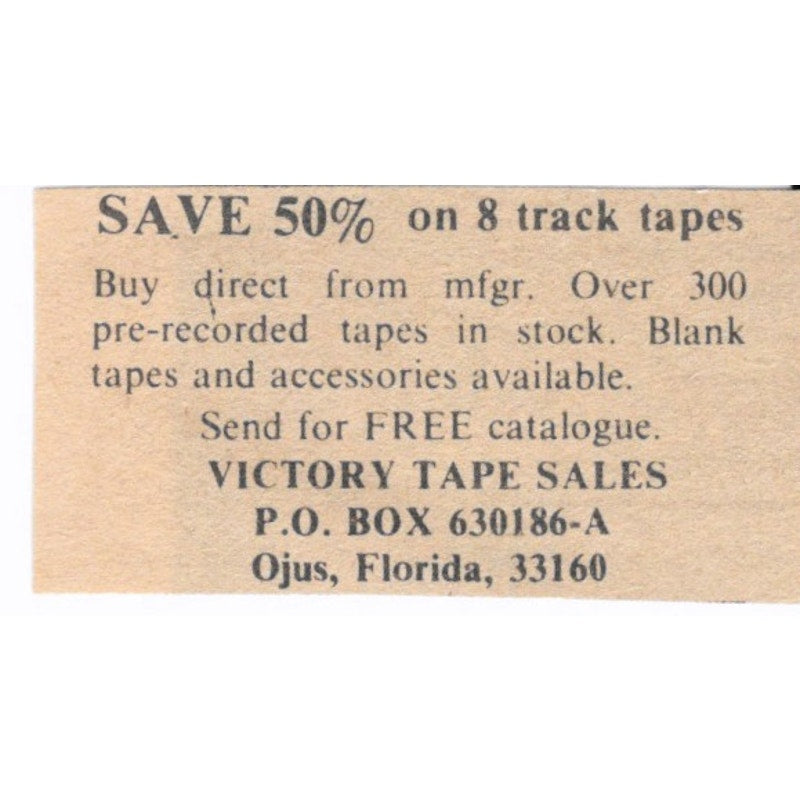 SAVE 50% on 8 track tapes
Buy direct from mfgr. Over 300
pre-recorded tapes in stock. Blank
tapes and accessories available.
Send for FREE catalogue.
VICTORY TAPE SALES
P.O. BOX 630186-A
Ojus, Florida, 33160